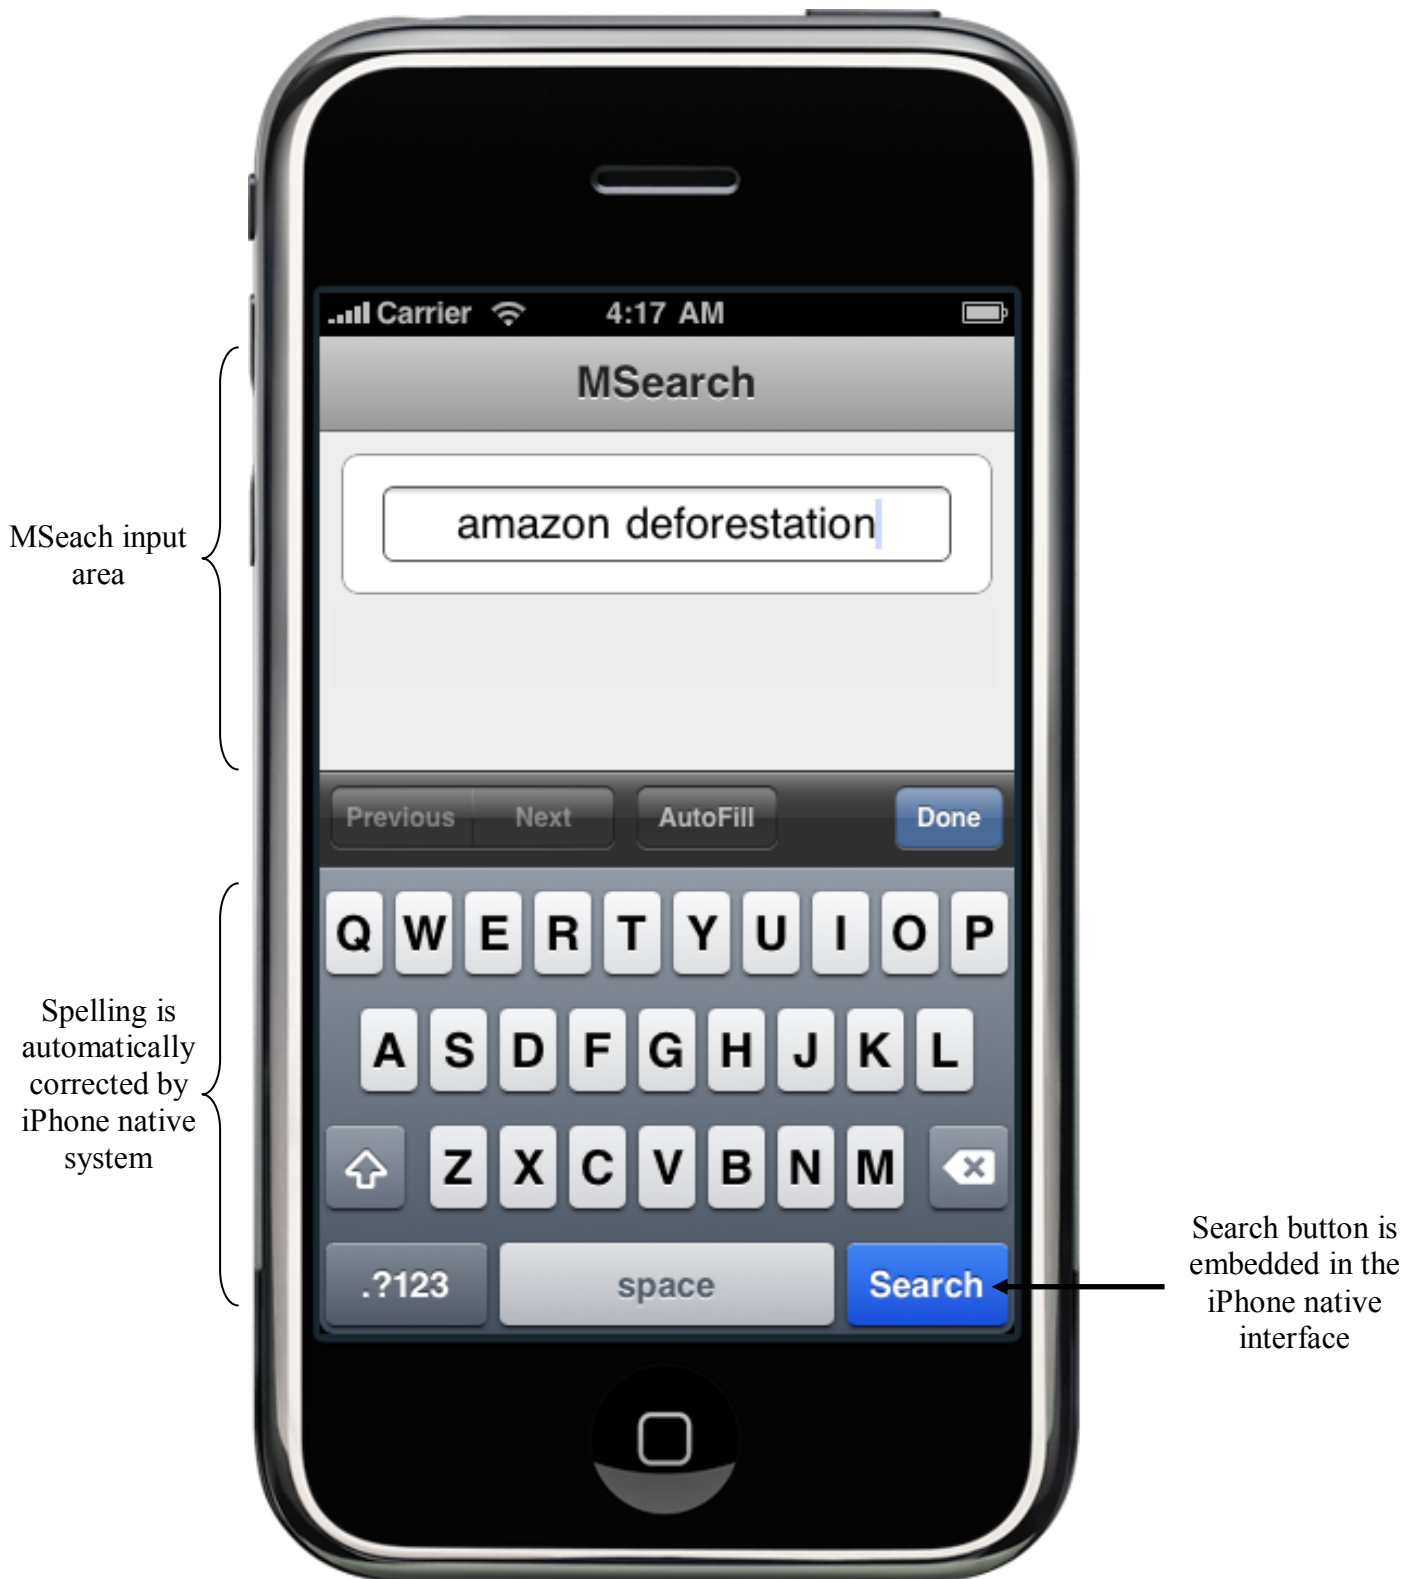 Carrier 4:17 AM
MSearch
amazon deforestation
MSeach input
area
Previous Next AutoFill Done
Q W E R T Y U I O P
A S D F G H J K L
Z X C V B N M
.?123 space Search
Spelling is
automatically
corrected by
iPhone native
system
Search button is
embedded in the
iPhone native
interface